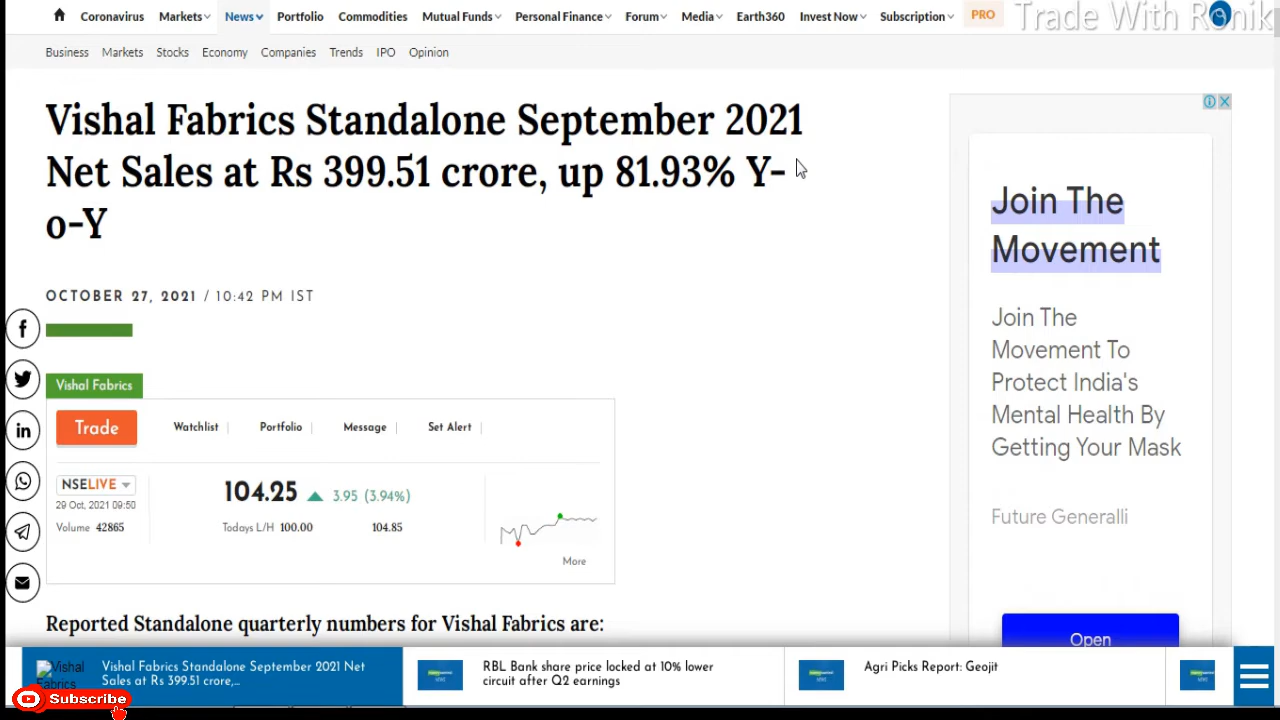 Coronavirus Markets News Portfolio Commodities Mutual Funds Personal Finance Forum Media Earth360 Invest Now Subscription PRO
Trade With Ronik
Business Markets Stocks Economy Companies Trends IPO Opinion
Vishal Fabrics Standalone September 2021
Net Sales at Rs 399.51 crore, up 81.93% Y-
o-Y
OCTOBER 27, 2021 / 10:42 PM IST
Vishal Fabrics
Trade Watchlist Portfolio Message Set Alert
NSELIVE
29 Oct, 2021 09:50
Volume 42865
104.25 3.95 (3.94%)
Todays L/H 100.00 104.85
More
Reported Standalone quarterly numbers for Vishal Fabrics are:
Join The
Movement
Join The
Movement To
Protect India's
Mental Health By
Getting Your Mask
Future Generalli
Open
Vishal
Fabrics
Vishal Fabrics Standalone September 2021 Net
Sales at Rs 399.51 crore,...
RBL Bank share price locked at 10% lower
circuit after Q2 earnings
Agri Picks Report: Geojit
Subscribe